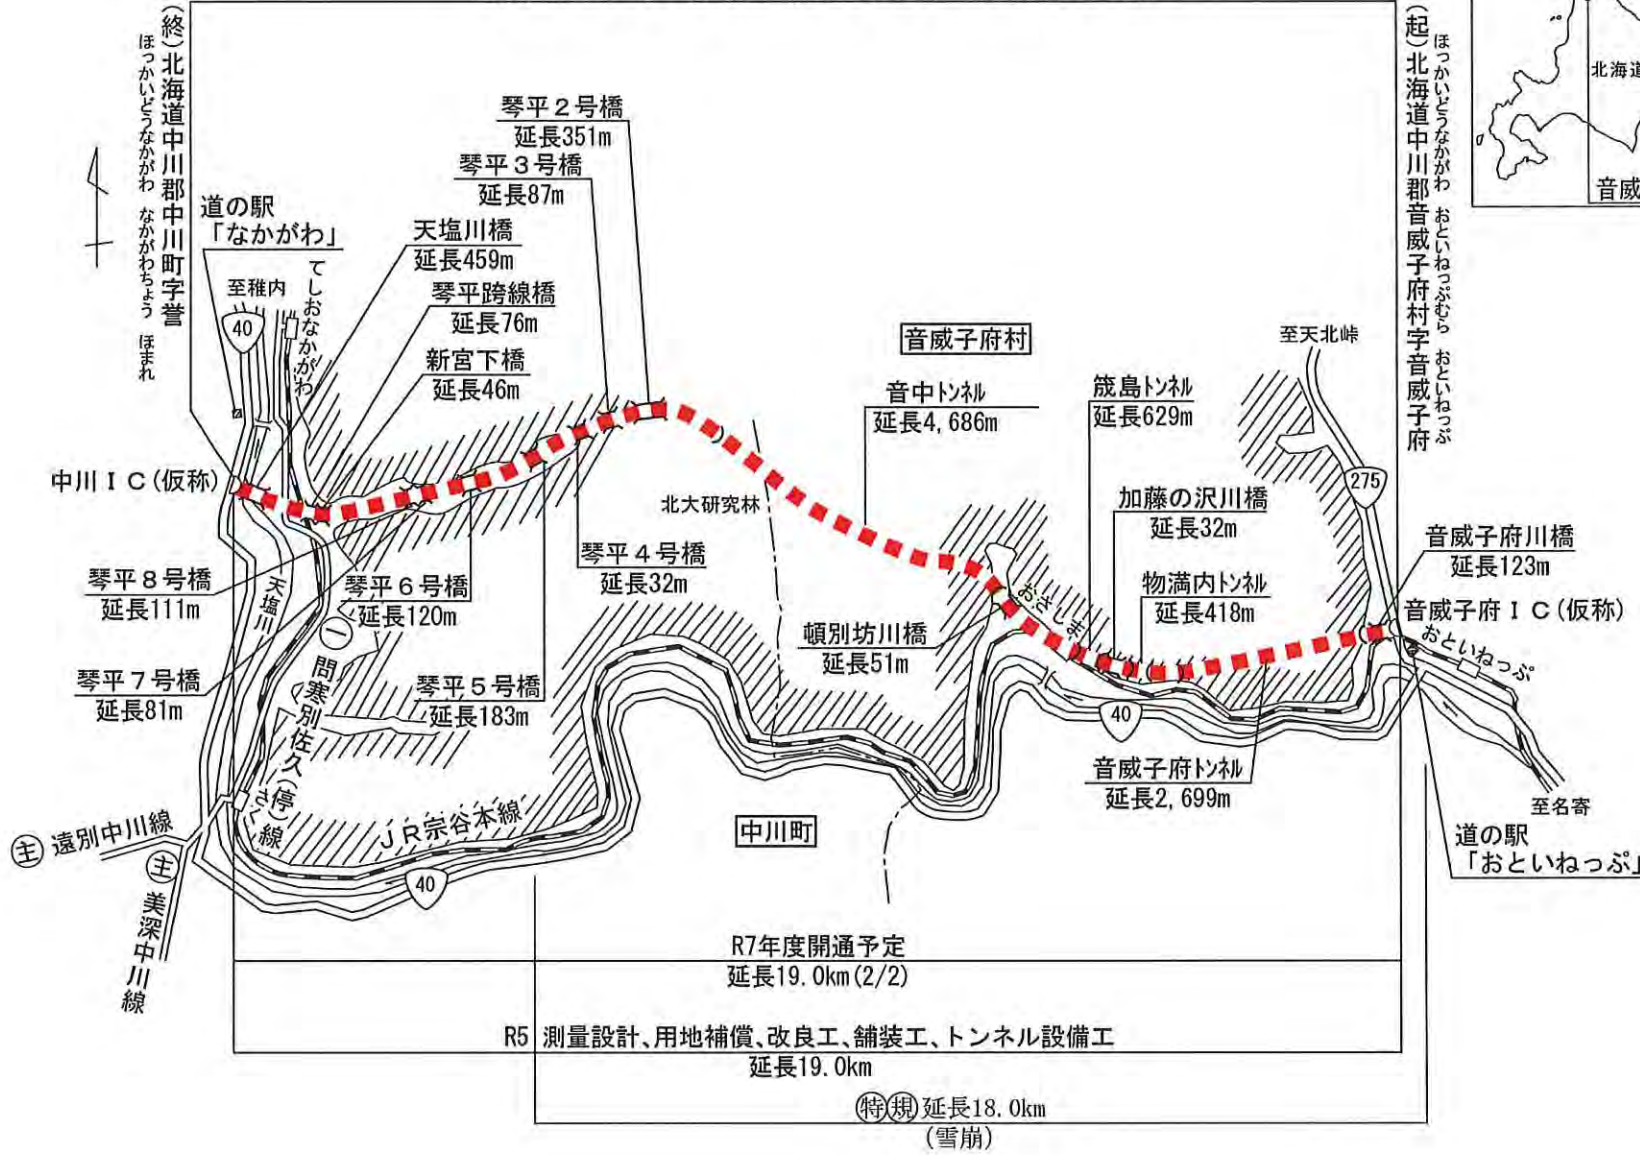 (終)北海道中川郡中川町字誉
ほっかいどうなかがわ なかがわちょう ほまれ
(起)北海道中川郡音威子府村字音威子府
ほっかいどうなかがわ おといねっぷむら おといねっぷ
北海道
音威
琴平2号橋
延長351m
琴平3号橋
延長87m
道の駅
「なかがわ」
天塩川橋
延長459m
至稚内
てしおなかがわ
40
琴平跨線橋
延長76m
新宮下橋
延長46m
音威子府村
至天北峠
音中トンネル
延長4,686m
筬島トンネル
延長629m
275
中川IC(仮称)
北大研究林
加藤の沢川橋
延長32m
音威子府川橋
延長123m
琴平4号橋
延長32m
琴平8号橋
延長111m
天塩川
琴平6号橋
延長120m
おさしま
物満内トンネル
延長418m
音威子府IC(仮称)
おといねっぷ
一
問寒別佐久(停)線
頓別坊川橋
延長51m
琴平7号橋
延長81m
琴平5号橋
延長183m
40
音威子府トンネル
延長2,699m
至名寄
さく
JR宗谷本線
中川町
主 遠別中川線
主 美深中川線
40
道の駅
「おといねっぷ」
R7年度開通予定
延長19.0km(2/2)
R5 測量設計、用地補償、改良工、舗装工、トンネル設備工
延長19.0km
特規延長18.0km
(雪崩)